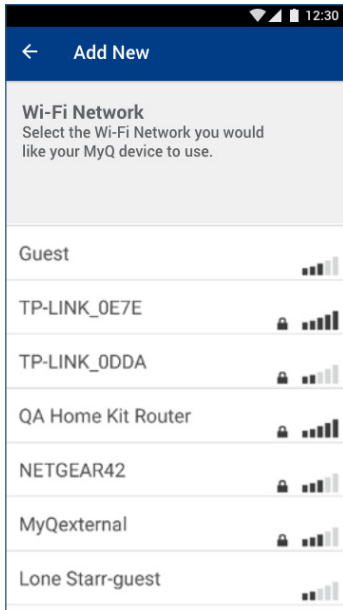 12:30
Add New
Wi-Fi Network
Select the Wi-Fi Network you would
like your MyQ device to use.
Guest
TP-LINK_0E7E
TP-LINK_0DDA
QA Home Kit Router
NETGEAR42
MyQexternal
Lone Starr-guest